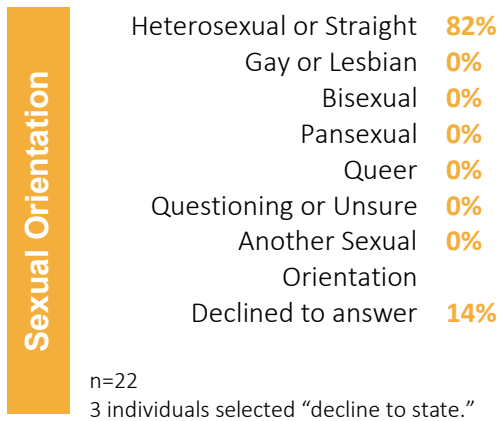 Sexual Orientation
Heterosexual or Straight 82%
Gay or Lesbian 0%
Bisexual 0%
Pansexual 0%
Queer 0%
Questioning or Unsure 0%
Another Sexual 0%
Orientation
Declined to answer 14%
n=22
3 individuals selected “decline to state.”